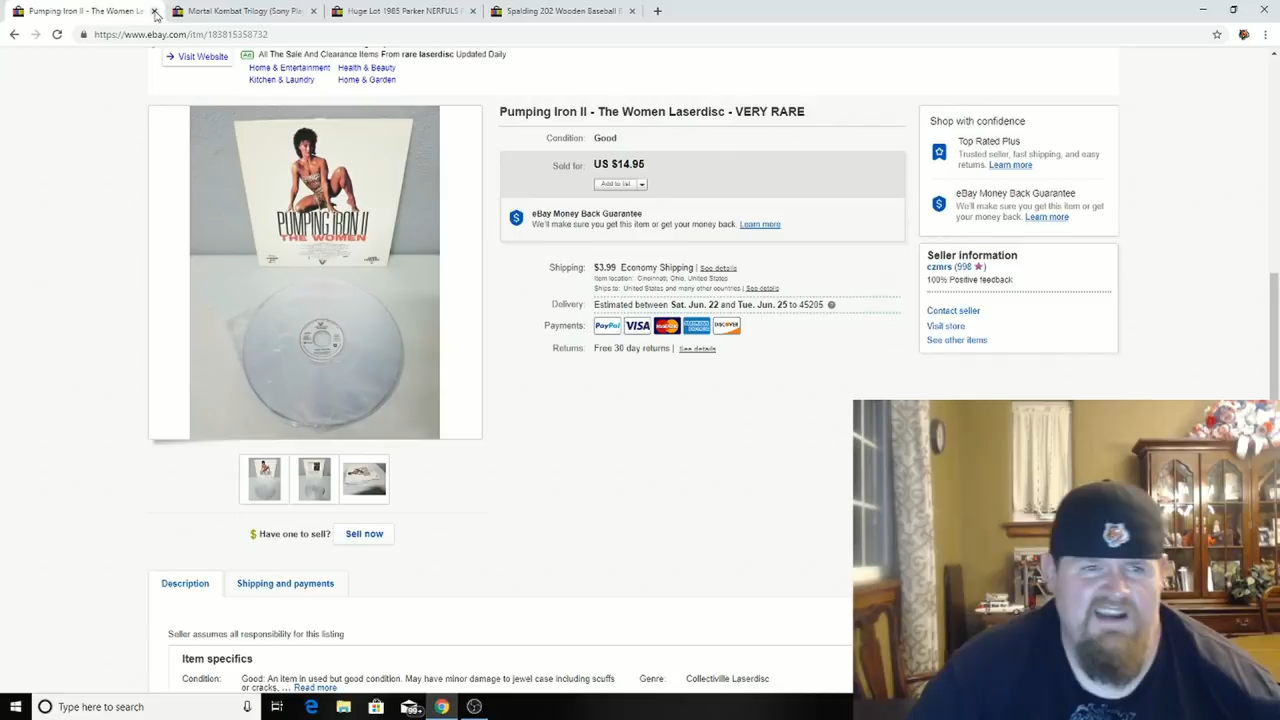 Pumping Iron II - The Women La
Mortal Kombat Trilogy (Sony Pla
Huge Lot 1985 Parker NERFULS P
Spalding 202 Wooden Baseball B
https://www.ebay.com/itm/183815358732
Visit Website
Ad All The Sale And Clearance Items From rare laserdisc Updated Daily
Home & Entertainment Health & Beauty
Kitchen & Laundry Home & Garden
Pumping Iron II - The Women Laserdisc - VERY RARE
Condition: Good
Sold for: US $14.95
Add to list
eBay Money Back Guarantee
We'll make sure you get this item or get your money back. Learn more
Shipping: $3.99 Economy Shipping | See details
Item location: Cincinnati, Ohio, United States
Ships to: United States and many other countries | See details
Delivery: Estimated between Sat. Jun. 22 and Tue. Jun. 25 to 45205
Payments: PayPal VISA MasterCard AMERICAN EXPRESS DISCOVER
Returns: Free 30 day returns | See details
Shop with confidence
Top Rated Plus
Trusted seller, fast shipping, and easy
returns. Learn more
eBay Money Back Guarantee
We'll make sure you get this item or get
your money back. Learn more
Seller information
czmrs (998 )
100% Positive feedback
Contact seller
Visit store
See other items
PUMPING IRON II
THE WOMEN
$ Have one to sell? Sell now
Description
Shipping and payments
Seller assumes all responsibility for this listing
Item specifics
Condition: Good: An item in used but good condition. May have minor damage to jewel case including scuffs
or cracks, ... Read more
Genre: Collectiville Laserdisc
Type here to search
99+